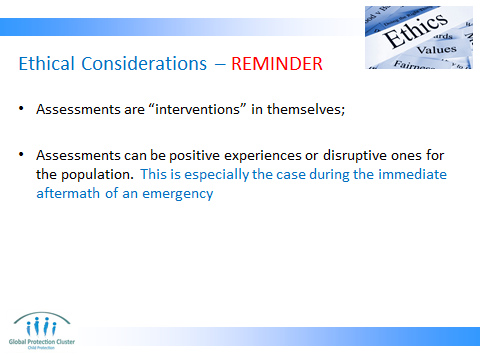 Ethics
ards
Values
Fairness
Ethical Considerations – REMINDER
• Assessments are “interventions” in themselves;
• Assessments can be positive experiences or disruptive ones for
the population.  This is especially the case during the immediate
aftermath of an emergency
Global Protection Cluster
Child Protection